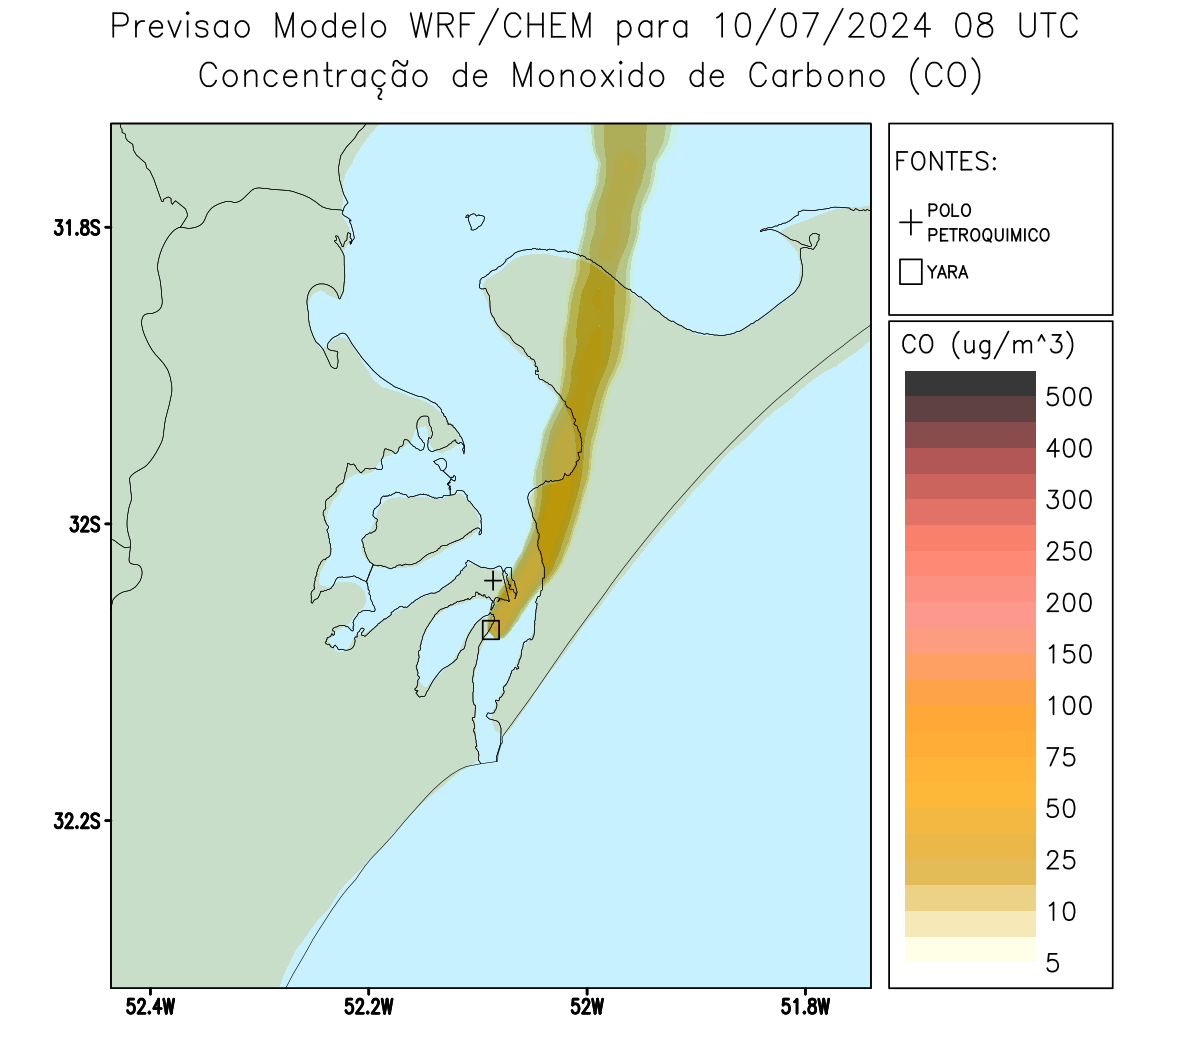 Previsao Modelo WRF/CHEM para 10/07/2024 08 UTC
Concentração de Monoxido de Carbono (CO)
FONTES:
POLO
PETROQUIMICO
YARA
CO (ug/m^3)
500
400
300
250
200
150
100
75
50
25
10
5
31.8S
32S
32.2S
52.4W
52.2W
52W
51.8W